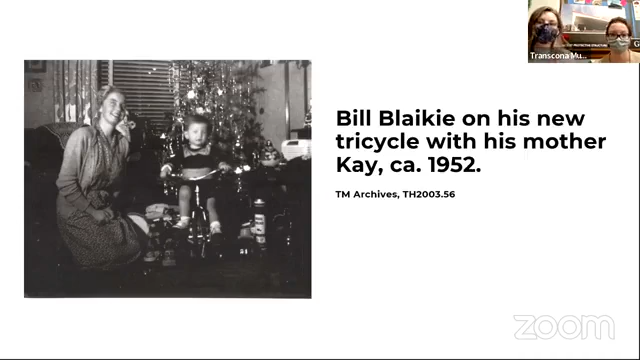 Transcona Mu...
Bill Blaikie on his new
tricycle with his mother
Kay, ca. 1952.
TM Archives, TH2003.56
zoom